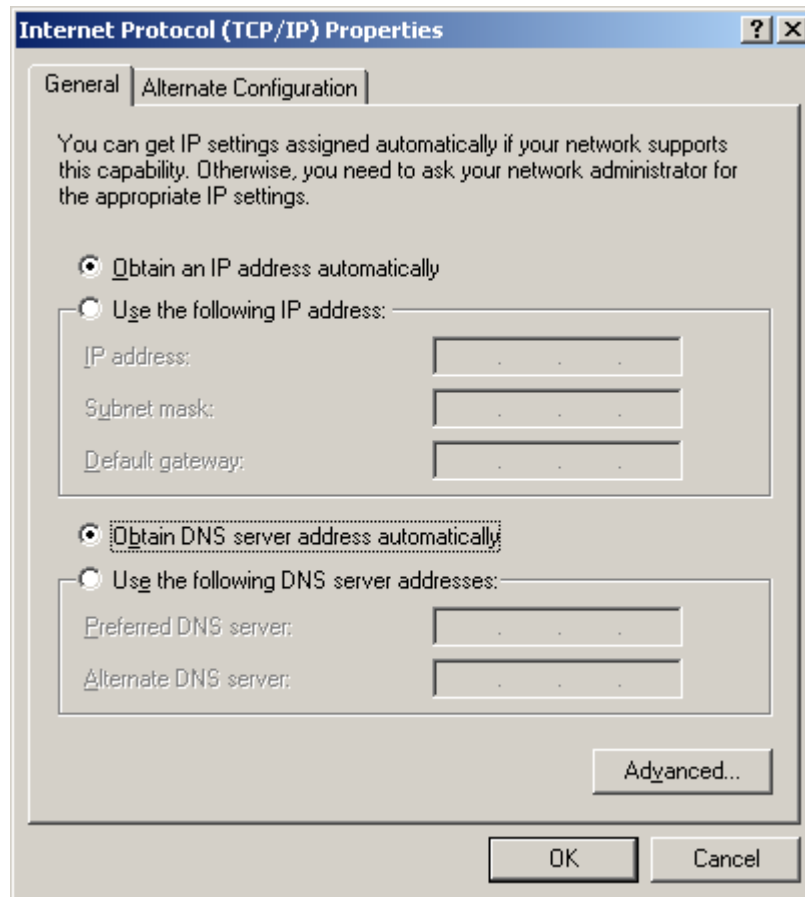 Internet Protocol (TCP/IP) Properties
General
Alternate Configuration
You can get IP settings assigned automatically if your network supports
this capability. Otherwise, you need to ask your network administrator for
the appropriate IP settings.
Obtain an IP address automatically
Use the following IP address:
IP address:
Subnet mask:
Default gateway:
Obtain DNS server address automatically
Use the following DNS server addresses:
Preferred DNS server:
Alternate DNS server:
Advanced...
OK
Cancel